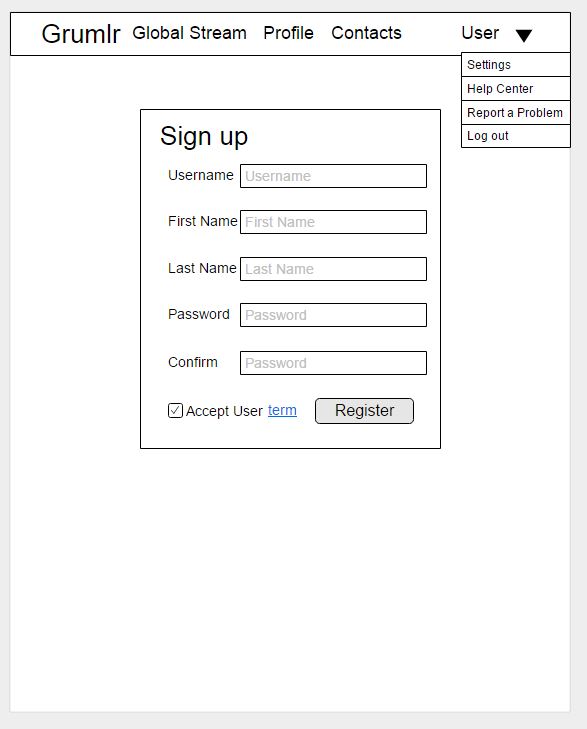 Grumlr Global Stream Profile Contacts User
Settings
Help Center
Report a Problem
Log out
Sign up
Username Username
First Name First Name
Last Name Last Name
Password Password
Confirm Password
Accept User term Register